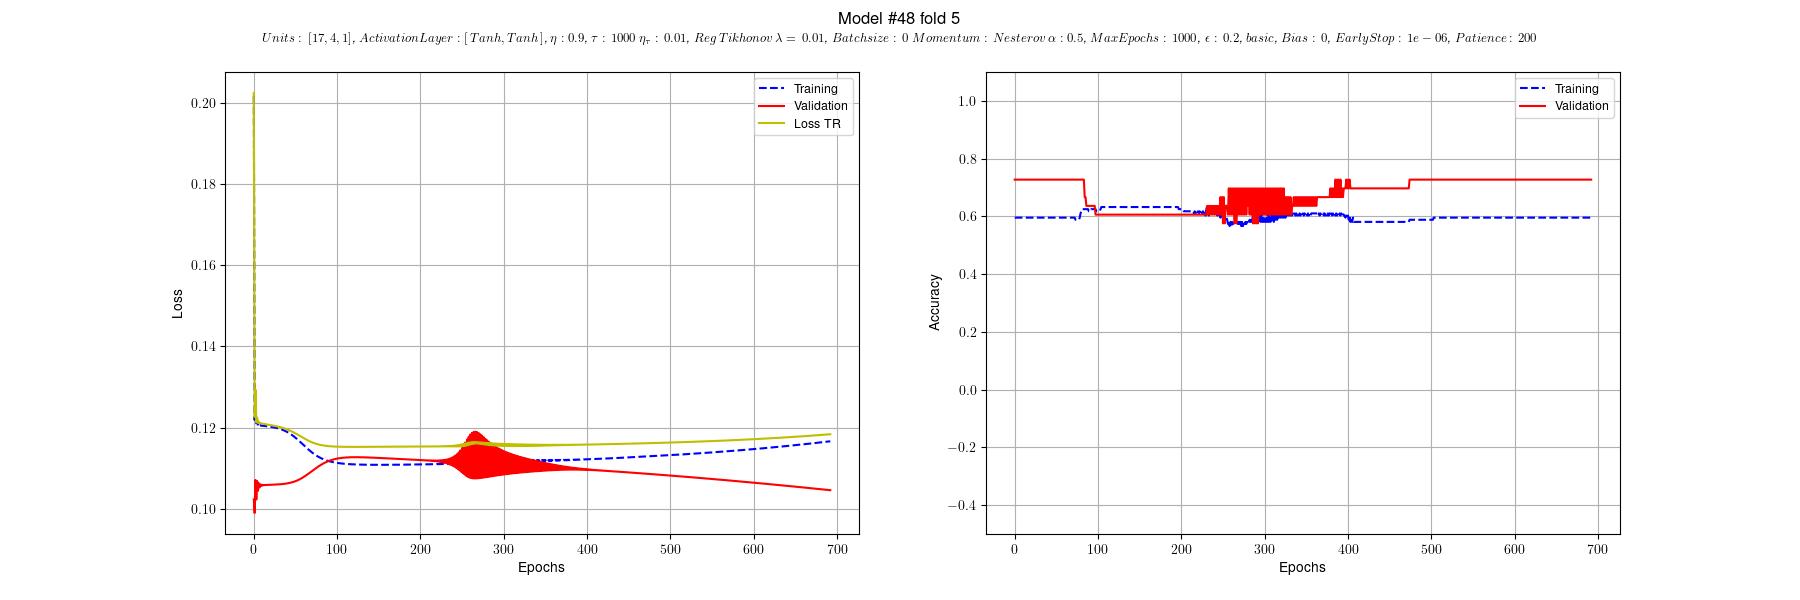 Model #48 fold 5
Units : [17, 4, 1], ActivationLayer : [Tanh, Tanh], η : 0.9, τ : 1000 η_τ : 0.01, Reg Tikhonov λ = 0.01, Batchsize : 0 Momentum : Nesterov α : 0.5, MaxEpochs : 1000, ϵ : 0.2, basic, Bias : 0, EarlyStop : 1e − 06, Patience : 200
Loss
0.20
0.18
0.16
0.14
0.12
0.10
Training
Validation
Loss TR
0 100 200 300 400 500 600 700
Epochs
Accuracy
1.0
0.8
0.6
0.4
0.2
0.0
−0.2
−0.4
Training
Validation
0 100 200 300 400 500 600 700
Epochs